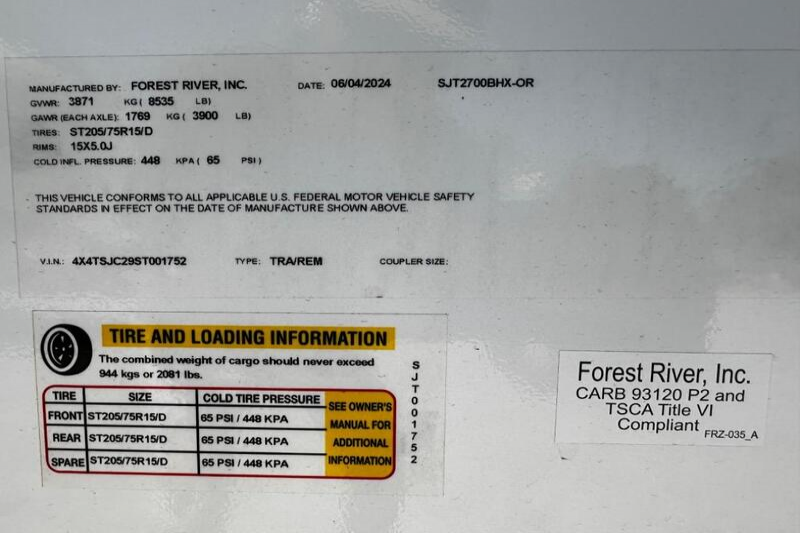 MANUFACTURED BY: FOREST RIVER, INC. DATE: 06/04/2024 SJT2700BHX-OR
GVWR: 3871 KG ( 8535 LB)
GAWR (EACH AXLE): 1769 KG ( 3900 LB)
TIRES: ST205/75R15/D
RIMS: 15X5.0J
COLD INFL. PRESSURE: 448 KPA ( 65 PSI )
THIS VEHICLE CONFORMS TO ALL APPLICABLE U.S. FEDERAL MOTOR VEHICLE SAFETY
STANDARDS IN EFFECT ON THE DATE OF MANUFACTURE SHOWN ABOVE.
V.I.N.: 4X4TSJC29ST001752 TYPE: TRA/REM COUPLER SIZE:
TIRE AND LOADING INFORMATION
The combined weight of cargo should never exceed
944 kgs or 2081 lbs.
TIRE SIZE COLD TIRE PRESSURE
FRONT ST205/75R15/D 65 PSI / 448 KPA
REAR ST205/75R15/D 65 PSI / 448 KPA
SPARE ST205/75R15/D 65 PSI / 448 KPA
SEE OWNER'S
MANUAL FOR
ADDITIONAL
INFORMATION
SJT001752
Forest River, Inc.
CARB 93120 P2 and
TSCA Title VI
Compliant
FRZ-035_A